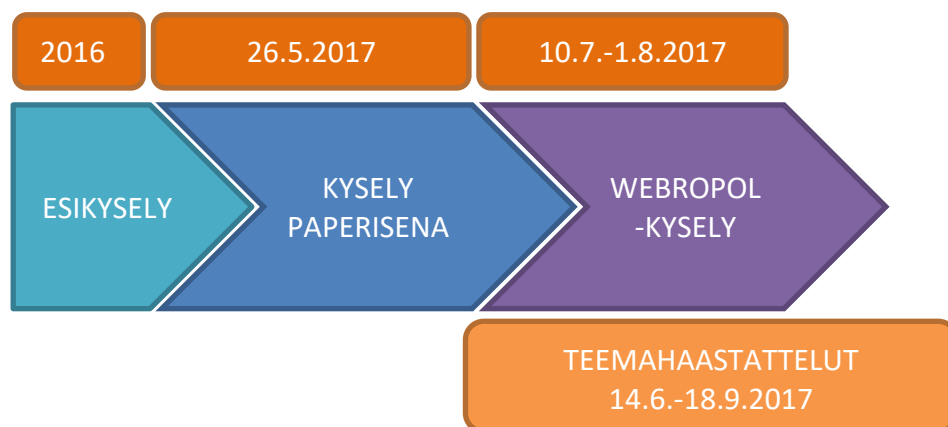 2016
26.5.2017
10.7.-1.8.2017
ESIKYSELY
KYSELY
PAPERISENA
WEBROPOL
-KYSELY
TEEMAHAASTATTELUT
14.6.-18.9.2017